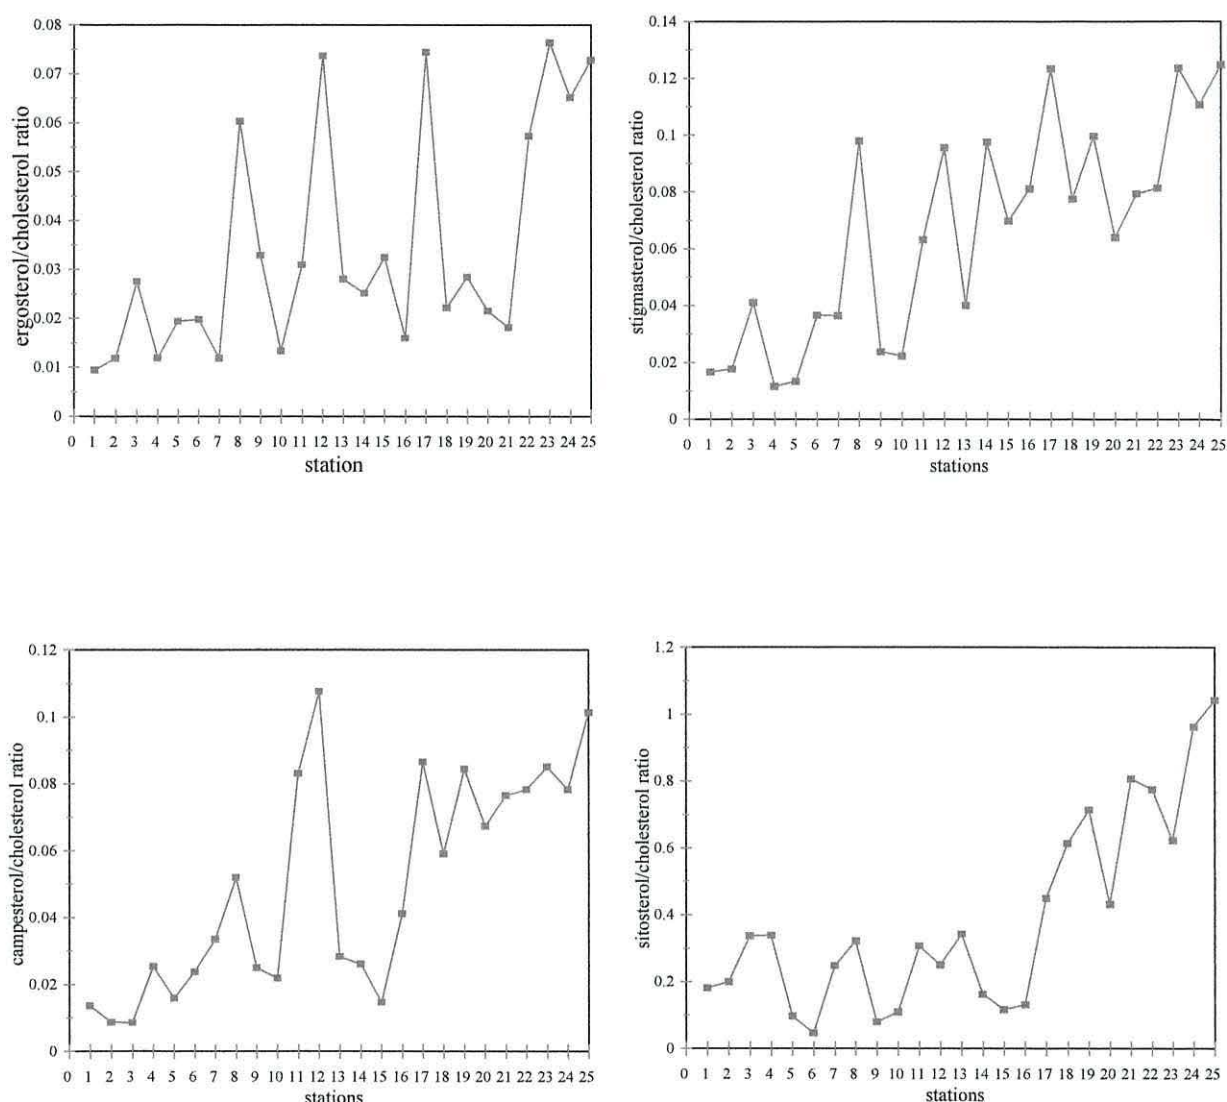 0.08
0.07
0.06
0.05
0.04
0.03
0.02
0.01
0
ergosterol/cholesterol ratio
0 1 2 3 4 5 6 7 8 9 10 11 12 13 14 15 16 17 18 19 20 21 22 23 24 25
station
0.14
0.12
0.1
0.08
0.06
0.04
0.02
0
stigmasterol/cholesterol ratio
0 1 2 3 4 5 6 7 8 9 10 11 12 13 14 15 16 17 18 19 20 21 22 23 24 25
stations
0.12
0.1
0.08
0.06
0.04
0.02
0
campesterol/cholesterol ratio
0 1 2 3 4 5 6 7 8 9 10 11 12 13 14 15 16 17 18 19 20 21 22 23 24 25
stations
1.2
1
0.8
0.6
0.4
0.2
0
sitosterol/cholesterol ratio
0 1 2 3 4 5 6 7 8 9 10 11 12 13 14 15 16 17 18 19 20 21 22 23 24 25
stations